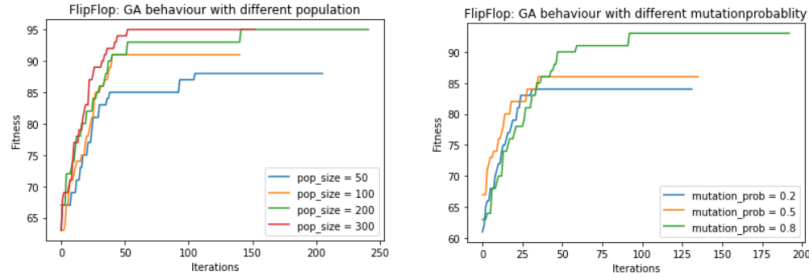 FlipFlop: GA behaviour with different population
95
90
85
80
75
70
65
Fitness
0
50
100
150
200
250
Iterations
pop_size = 50
pop_size = 100
pop_size = 200
pop_size = 300
FlipFlop: GA behaviour with different mutationprobablity
90
85
80
75
70
65
60
Fitness
0
25
50
75
100
125
150
175
200
Iterations
mutation_prob = 0.2
mutation_prob = 0.5
mutation_prob = 0.8